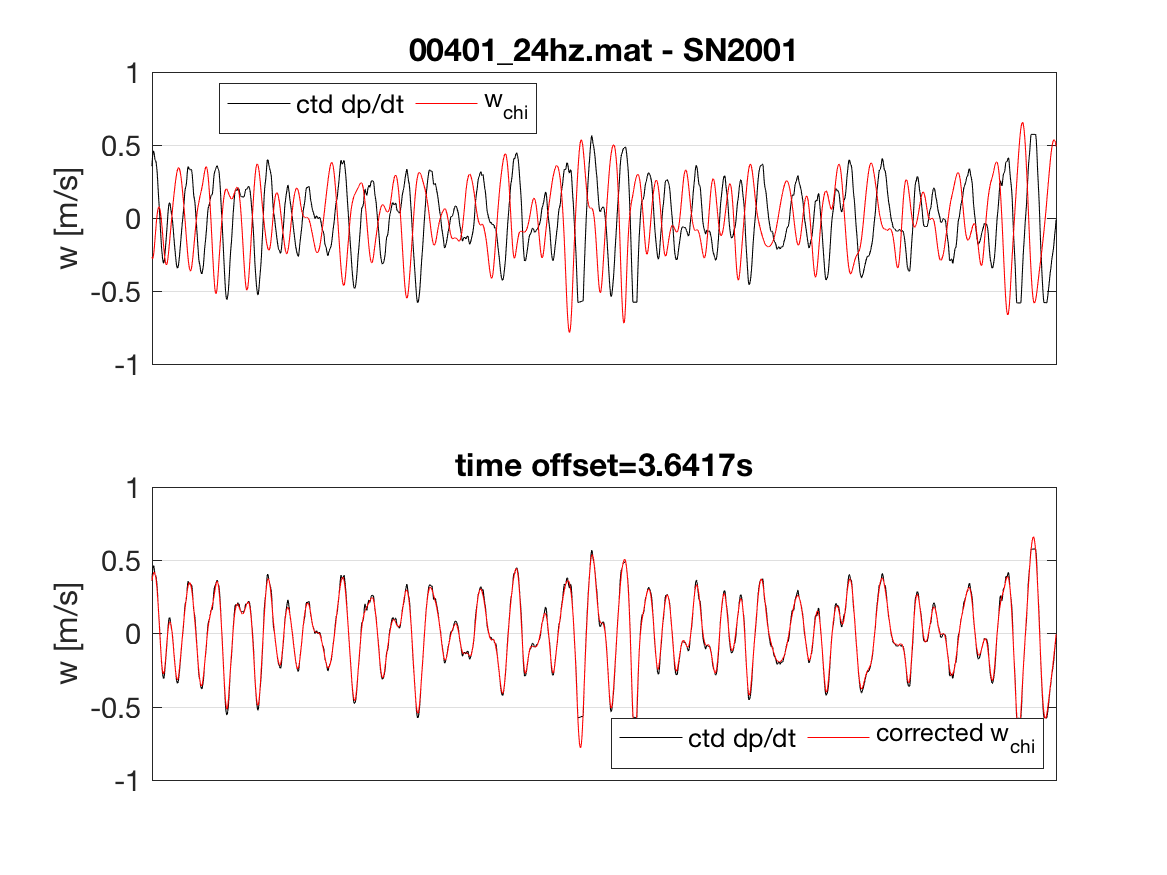 00401_24hz.mat - SN2001
1
ctd dp/dt w_chi
0.5
w [m/s]
0
-0.5
-1
time offset=3.6417s
1
0.5
w [m/s]
0
-0.5
ctd dp/dt corrected w_chi
-1